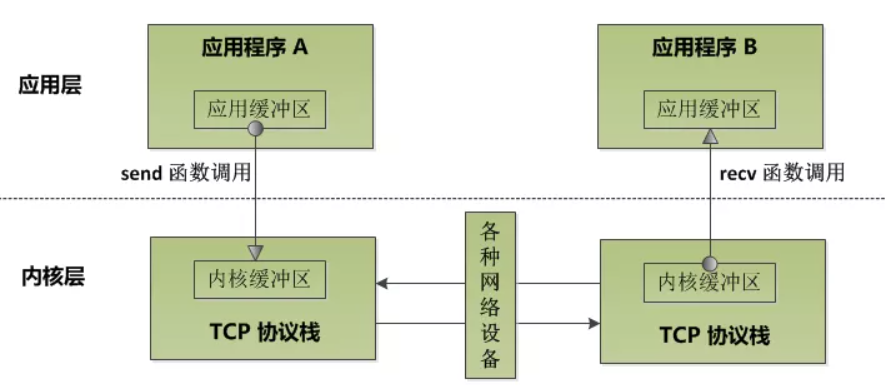 应用程序 A
应用程序 B
应用层
应用缓冲区
应用缓冲区
send 函数调用
recv 函数调用
内核层
内核缓冲区
各种网络设备
内核缓冲区
TCP 协议栈
TCP 协议栈